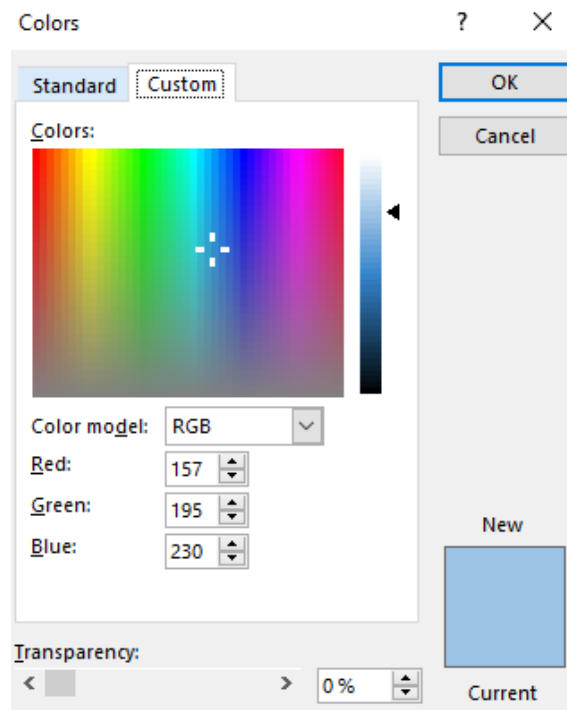 Colors ?
Standard Custom OK
Cancel
Colors:
Color model: RGB
Red: 157
Green: 195
Blue: 230
New
Transparency:
0 %
Current